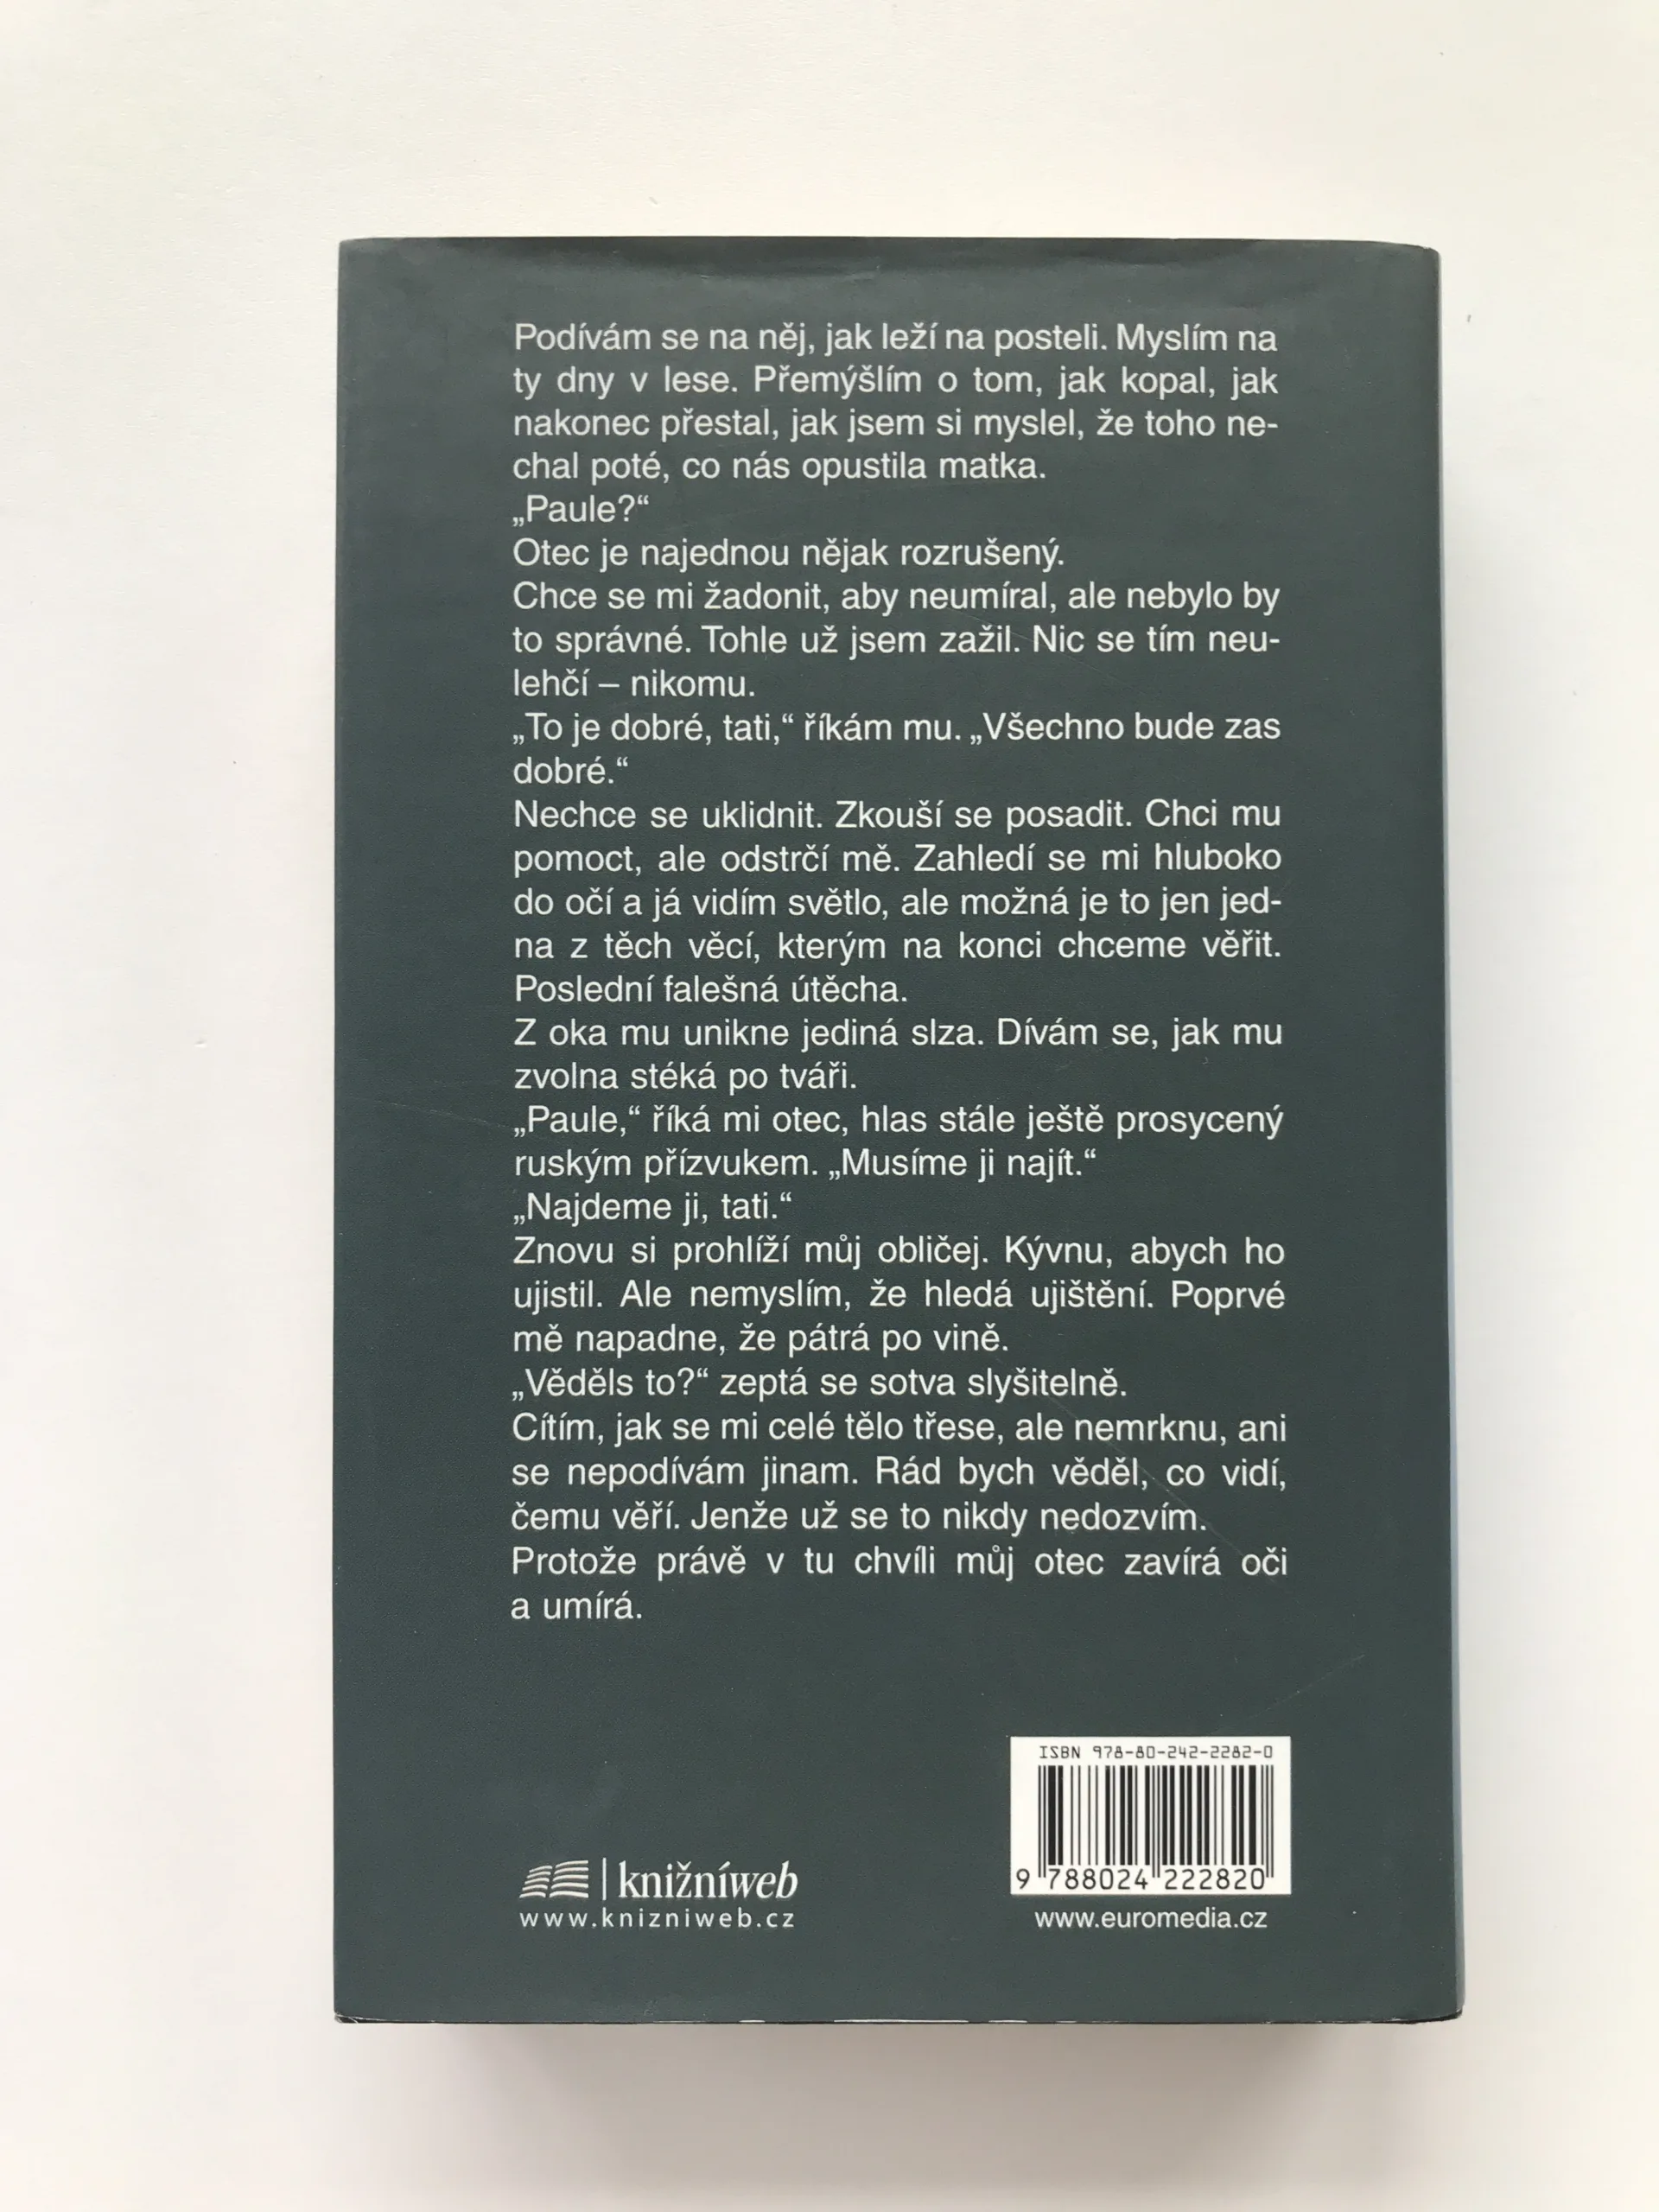 Podívám se na něj, jak leží na posteli. Myslím na
ty dny v lese. Přemýšlím o tom, jak kopal, jak
nakonec přestal, jak jsem si myslel, že toho ne-
chal poté, co nás opustila matka.
„Paule?“
Otec je najednou nějak rozrušený.
Chce se mi žadonit, aby neumíral, ale nebylo by
to správné. Tohle už jsem zažil. Nic se tím neu-
lehčí – nikomu.
„To je dobré, tati,“ říkám mu. „Všechno bude zas
dobré.“
Nechce se uklidnit. Zkouší se posadit. Chci mu
pomoct, ale odstrčí mě. Zahledí se mi hluboko
do očí a já vidím světlo, ale možná je to jen jed-
na z těch věcí, kterým na konci chceme věřit.
Poslední falešná útěcha.
Z oka mu unikne jediná slza. Dívám se, jak mu
zvolna stéká po tváři.
„Paule,“ říká mi otec, hlas stále ještě prosycený
ruským přízvukem. „Musíme ji najít.“
„Najdeme ji, tati.“
Znovu si prohlíží můj obličej. Kývnu, abych ho
ujistil. Ale nemyslím, že hledá ujištění. Poprvé
mě napadne, že pátrá po vině.
„Věděls to?“ zeptá se sotva slyšitelně.
Cítím, jak se mi celé tělo třese, ale nemrknu, ani
se nepodívám jinam. Rád bych věděl, co vidí,
čemu věří. Jenže už se to nikdy nedozvím.
Protože právě v tu chvíli můj otec zavírá oči
a umírá.
ISBN 978-80-242-2282-0
9 788024 222820
knižníweb
www.knizniweb.cz
www.euromedia.cz